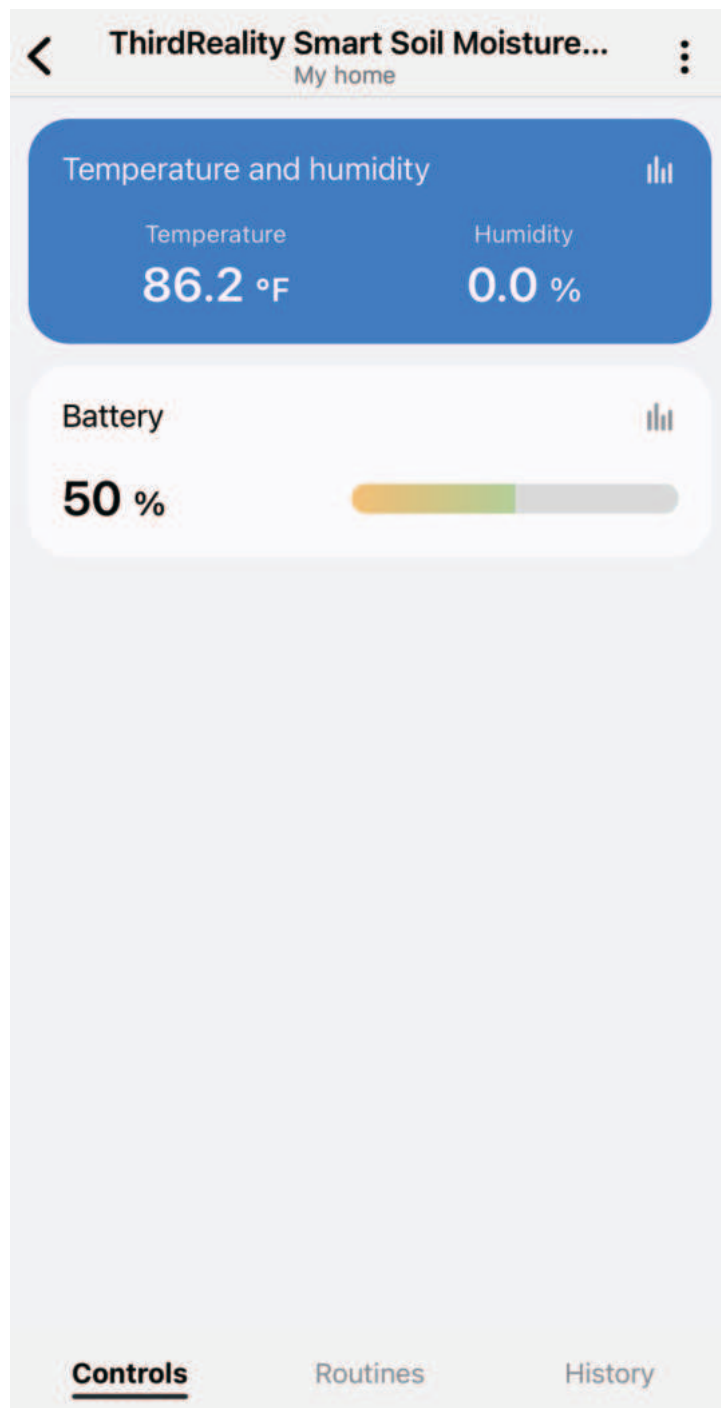 ThirdReality Smart Soil Moisture...
My home
Temperature and humidity
Temperature Humidity
86.2 °F 0.0 %
Battery
50 %
Controls Routines History